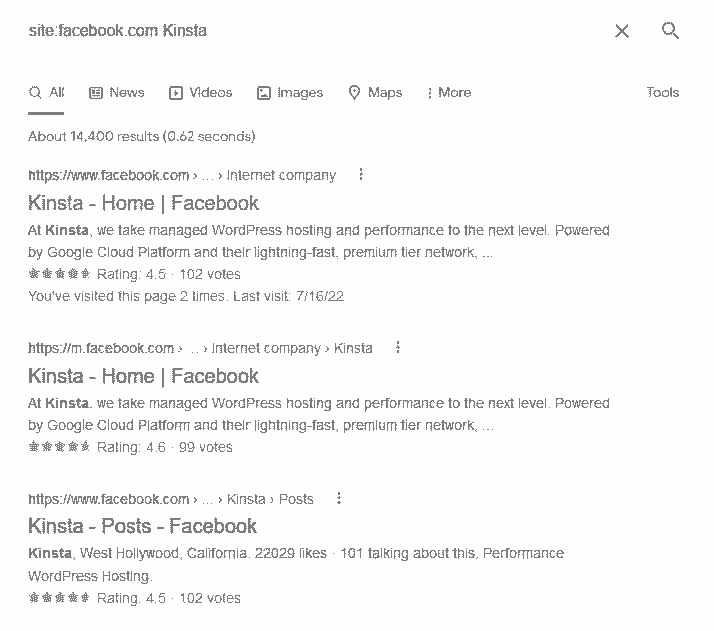 site:facebook.com Kinsta
All News Videos Images Maps More Tools
About 14,400 results (0.62 seconds)
https://www.facebook.com › ... › Internet company
Kinsta - Home | Facebook
At Kinsta, we take managed WordPress hosting and performance to the next level. Powered
by Google Cloud Platform and their lightning-fast, premium tier network, ...
Rating: 4.5 · 102 votes
You've visited this page 2 times. Last visit: 7/16/22
https://m.facebook.com › ... › Internet company › Kinsta
Kinsta - Home | Facebook
At Kinsta. we take managed WordPress hosting and performance to the next level. Powered
by Google Cloud Platform and their lightning-fast, premium tier network, ...
Rating: 4.6 · 99 votes
https://www.facebook.com › ... › Kinsta › Posts
Kinsta - Posts - Facebook
Kinsta, West Hollywood, California. 22029 likes · 101 talking about this. Performance
WordPress Hosting.
Rating: 4.5 · 102 votes